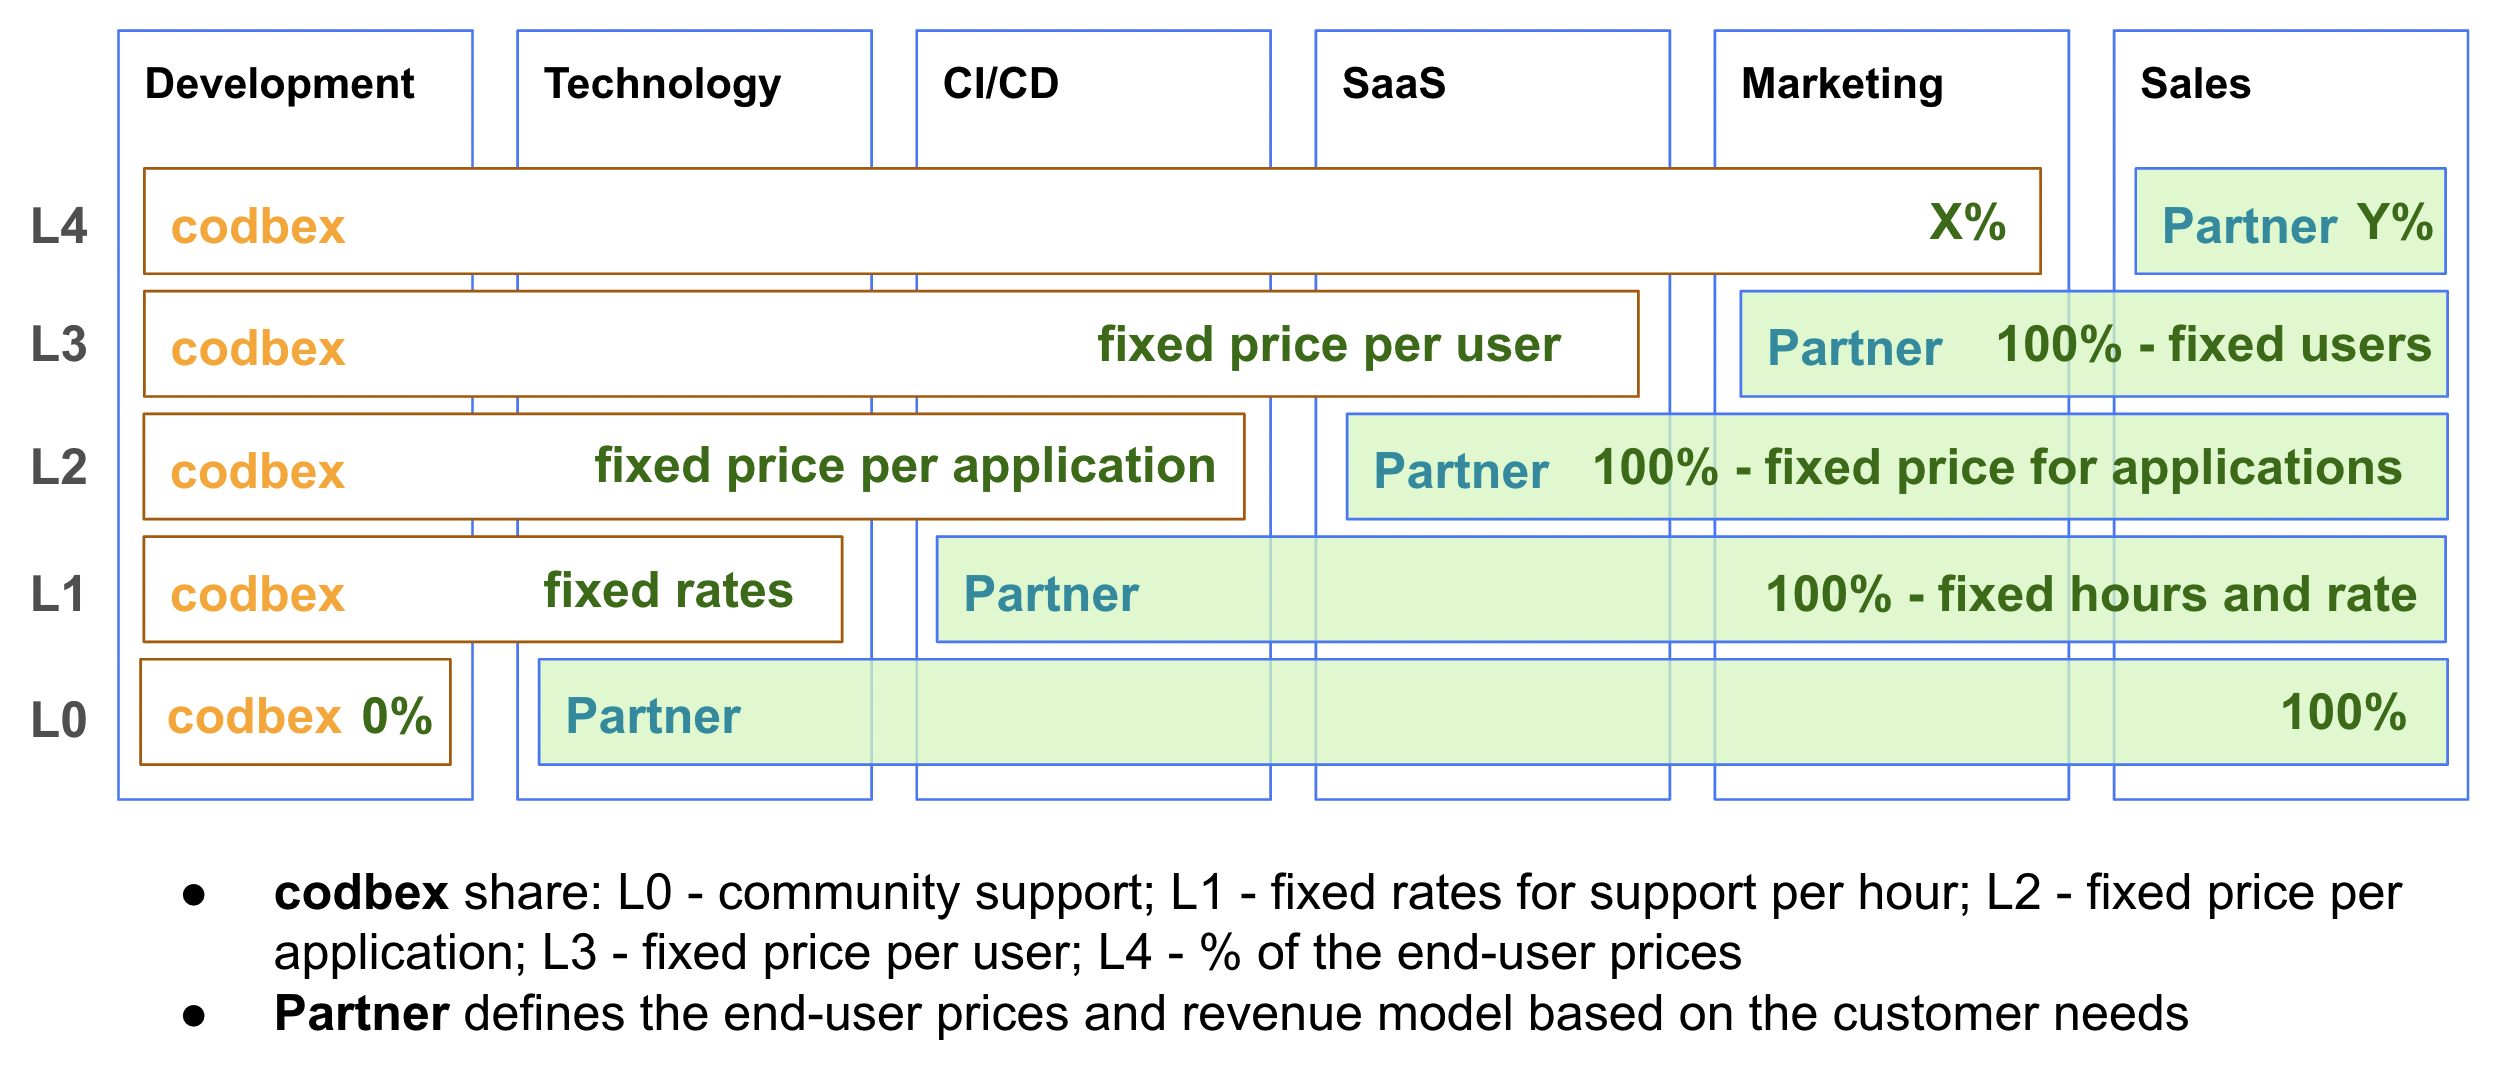 Development Technology CI/CD SaaS Marketing Sales
L4 codbex X% Partner Y%
L3 codbex fixed price per user Partner 100% - fixed users
L2 codbex fixed price per application Partner 100% - fixed price for applications
L1 codbex fixed rates Partner 100% - fixed hours and rate
L0 codbex 0% Partner 100%
● codbex share: L0 - community support; L1 - fixed rates for support per hour; L2 - fixed price per
application; L3 - fixed price per user; L4 - % of the end-user prices
● Partner defines the end-user prices and revenue model based on the customer needs